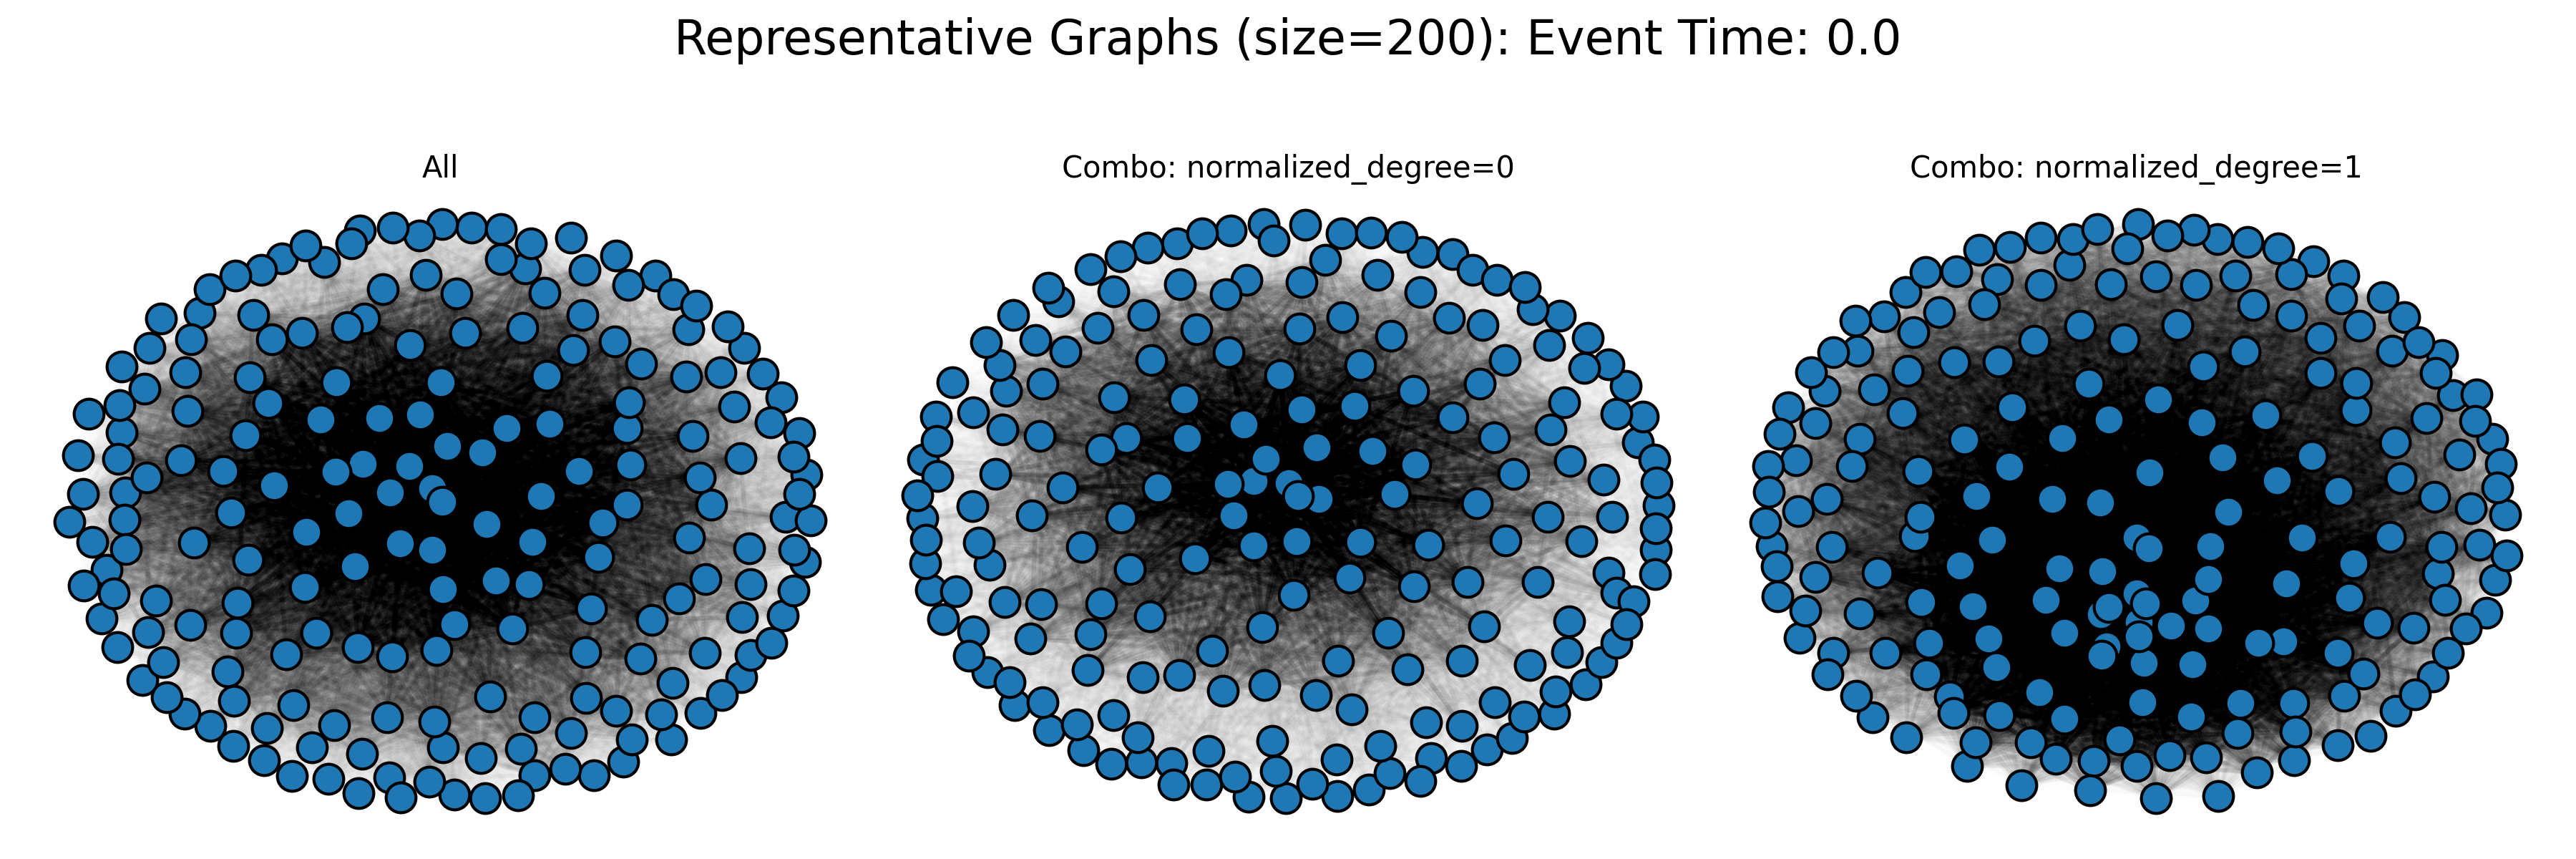 Representative Graphs (size=200): Event Time: 0.0
All
Combo: normalized_degree=0
Combo: normalized_degree=1